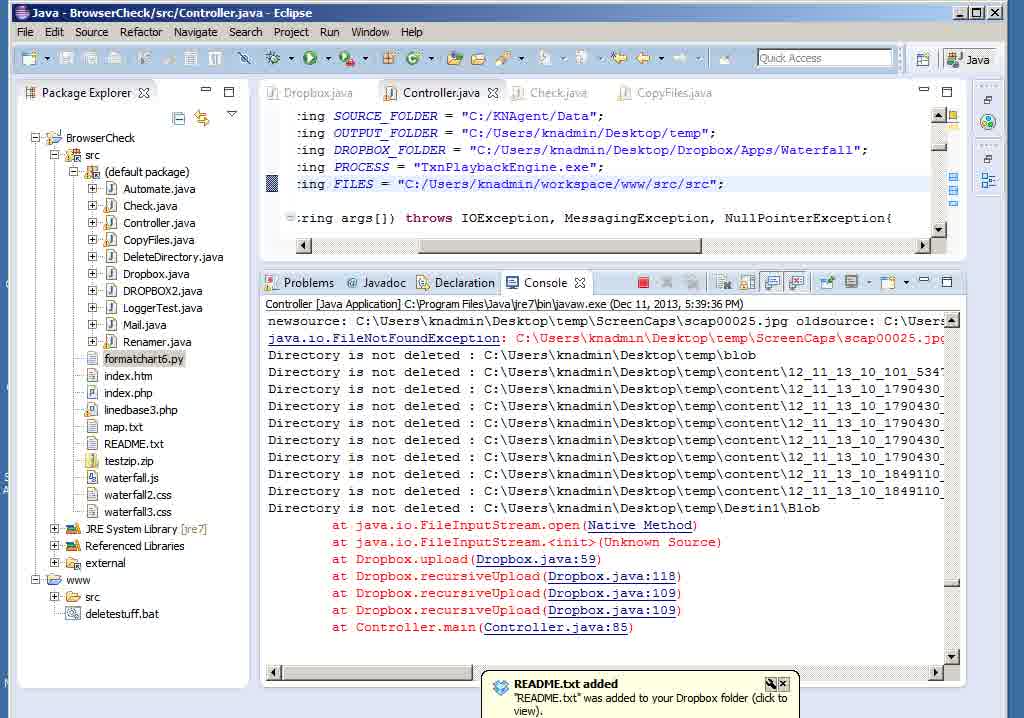 Java - BrowserCheck/src/Controller.java - Eclipse
File Edit Source Refactor Navigate Search Project Run Window Help
Quick Access
Java
Package Explorer
Dropbox.java Controller.java Check.java CopyFiles.java
BrowserCheck
src
(default package)
Automate.java
Check.java
Controller.java
CopyFiles.java
DeleteDirectory.java
Dropbox.java
DROPBOX2.java
LoggerTest.java
Mail.java
Renamer.java
formatchart6.py
index.htm
index.php
linedbase3.php
map.txt
README.txt
testzip.zip
waterfall.js
waterfall2.css
waterfall3.css
JRE System Library [jre7]
Referenced Libraries
external
www
src
deletestuff.bat
:ing SOURCE_FOLDER = "C:/KNAgent/Data";
:ing OUTPUT_FOLDER = "C:/Users/knadmin/Desktop/temp";
:ing DROPBOX_FOLDER = "C:/Users/knadmin/Desktop/Dropbox/Apps/Waterfall";
:ing PROCESS = "TxnPlaybackEngine.exe";
:ing FILES = "C:/Users/knadmin/workspace/www/src/src";
:ring args[]) throws IOException, MessagingException, NullPointerException{
Problems @ Javadoc Declaration Console
Controller [Java Application] C:\Program Files\Java\jre7\bin\javaw.exe (Dec 11, 2013, 5:39:36 PM)
newsource: C:\Users\knadmin\Desktop\temp\ScreenCaps\scap00025.jpg oldsource: C:\Users
java.io.FileNotFoundException: C:\Users\knadmin\Desktop\temp\ScreenCaps\scap00025.jpg
Directory is not deleted : C:\Users\knadmin\Desktop\temp\blob
Directory is not deleted : C:\Users\knadmin\Desktop\temp\content\12_11_13_10_101_5347
Directory is not deleted : C:\Users\knadmin\Desktop\temp\content\12_11_13_10_1790430_
Directory is not deleted : C:\Users\knadmin\Desktop\temp\content\12_11_13_10_1790430_
Directory is not deleted : C:\Users\knadmin\Desktop\temp\content\12_11_13_10_1790430_
Directory is not deleted : C:\Users\knadmin\Desktop\temp\content\12_11_13_10_1790430_
Directory is not deleted : C:\Users\knadmin\Desktop\temp\content\12_11_13_10_1790430_
Directory is not deleted : C:\Users\knadmin\Desktop\temp\content\12_11_13_10_1849110_
Directory is not deleted : C:\Users\knadmin\Desktop\temp\content\12_11_13_10_1849110_
Directory is not deleted : C:\Users\knadmin\Desktop\temp\Destin1\Blob
at java.io.FileInputStream.open(Native Method)
at java.io.FileInputStream.<init>(Unknown Source)
at Dropbox.upload(Dropbox.java:59)
at Dropbox.recursiveUpload(Dropbox.java:118)
at Dropbox.recursiveUpload(Dropbox.java:109)
at Dropbox.recursiveUpload(Dropbox.java:109)
at Controller.main(Controller.java:85)
README.txt added
"README.txt" was added to your Dropbox folder (click to
view).